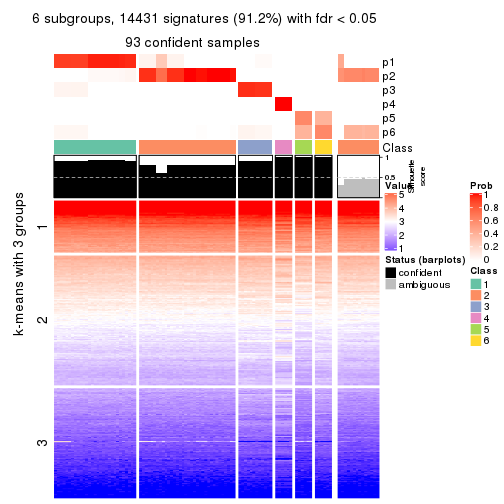 6 subgroups, 14431 signatures (91.2%) with fdr < 0.05
93 confident samples
p1
p2
p3
p4
p5
p6
Class
1
0.5
0
Silhouette
score
k-means with 3 groups
1
2
3
Value
5
4
3
2
1
Status (barplots)
confident
ambiguous
Prob
1
0.8
0.6
0.4
0.2
0
Class
1
2
3
4
5
6